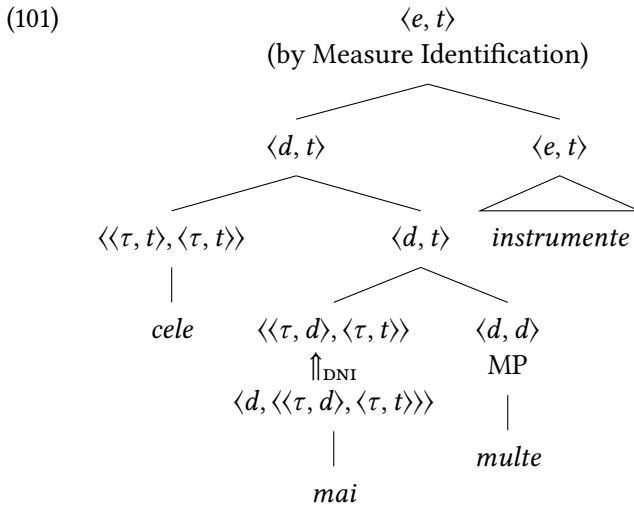 (101) ⟨e, t⟩
(by Measure Identification)
⟨d, t⟩ ⟨e, t⟩
⟨⟨τ, t⟩, ⟨τ, t⟩⟩ ⟨d, t⟩ instrumente
cele ⟨⟨τ, d⟩, ⟨τ, t⟩⟩ ⟨d, d⟩
⇑DNI MP
⟨d, ⟨⟨τ, d⟩, ⟨τ, t⟩⟩⟩
multe
mai